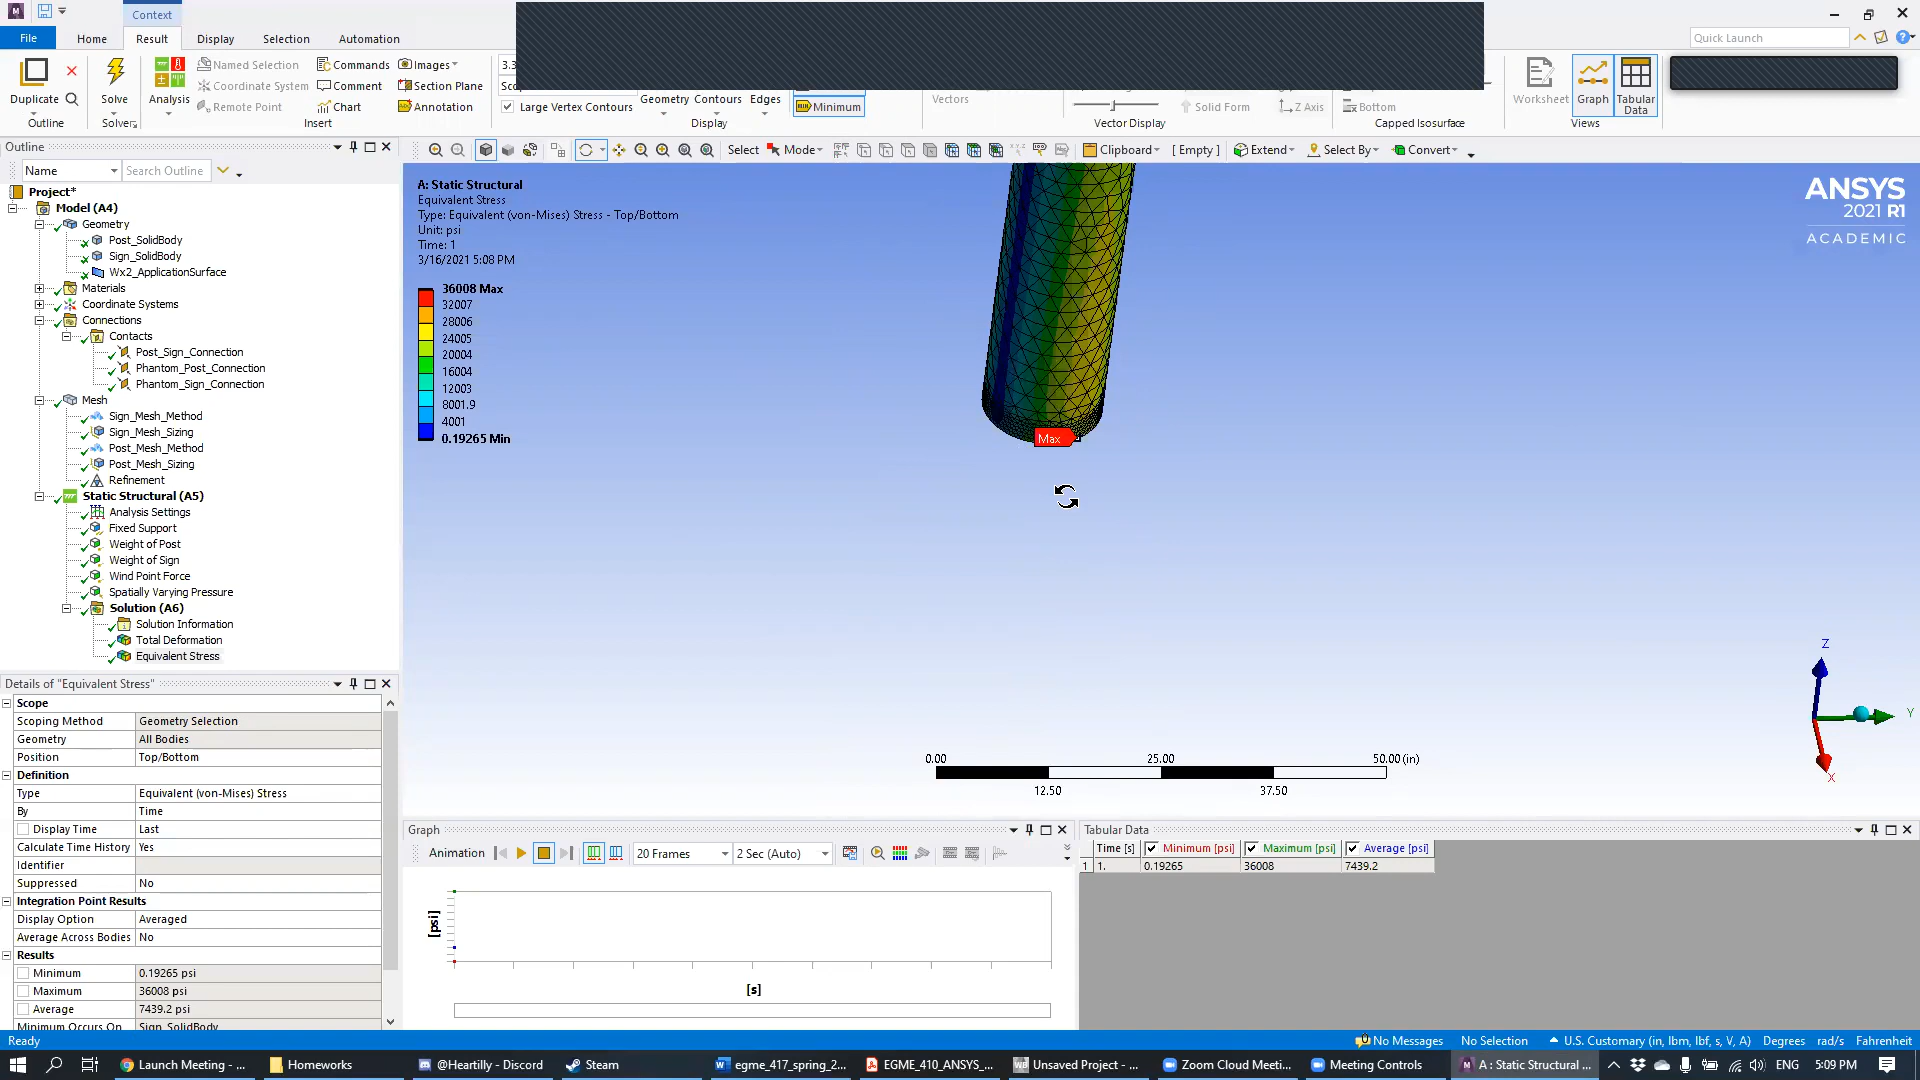 Context
File
Home
Result
Display
Selection
Automation
Quick Launch
Duplicate
Outline
Solve
Solver
Analysis
Named Selection
Coordinate System
Remote Point
Commands
Comment
Chart
Images
Section Plane
Annotation
Insert
3.3
Large Vertex Contours
Geometry
Contours
Edges
Display
Minimum
Vectors
Solid Form
Z Axis
Vector Display
Bottom
Capped Isosurface
Worksheet
Graph
Tabular Data
Views
Outline
Name
Search Outline
Select
Mode
Clipboard
[ Empty ]
Extend
Select By
Convert
Project*
Model (A4)
Geometry
Post_SolidBody
Sign_SolidBody
Wx2_ApplicationSurface
Materials
Coordinate Systems
Connections
Contacts
Post_Sign_Connection
Phantom_Post_Connection
Phantom_Sign_Connection
Mesh
Sign_Mesh_Method
Sign_Mesh_Sizing
Post_Mesh_Method
Post_Mesh_Sizing
Refinement
Static Structural (A5)
Analysis Settings
Fixed Support
Weight of Post
Weight of Sign
Wind Point Force
Spatially Varying Pressure
Solution (A6)
Solution Information
Total Deformation
Equivalent Stress
A: Static Structural
Equivalent Stress
Type: Equivalent (von-Mises) Stress - Top/Bottom
Unit: psi
Time: 1
3/16/2021 5:08 PM
36008 Max
32007
28006
24005
20004
16004
12003
8001.9
4001
0.19265 Min
Max
ANSYS
2021 R1
ACADEMIC
Z
Y
X
0.00 25.00 50.00 (in)
12.50 37.50
Details of "Equivalent Stress"
Scope
Scoping Method Geometry Selection
Geometry All Bodies
Position Top/Bottom
Definition
Type Equivalent (von-Mises) Stress
By Time
Display Time Last
Calculate Time History Yes
Identifier
Suppressed No
Integration Point Results
Display Option Averaged
Average Across Bodies No
Results
Minimum 0.19265 psi
Maximum 36008 psi
Average 7439.2 psi
Minimum Occurs On Sign_SolidBody
Graph
Animation
20 Frames
2 Sec (Auto)
[psi]
[s]
Tabular Data
Time [s] Minimum [psi] Maximum [psi] Average [psi]
1 1. 0.19265 36008 7439.2
Ready
No Messages
No Selection
U.S. Customary (in, lbm, lbf, s, V, A)
Degrees
rad/s
Fahrenheit
Launch Meeting - ...
Homeworks
@Heartilly - Discord
Steam
egme_417_spring_2...
EGME_410_ANSYS_...
Unsaved Project - ...
Zoom Cloud Meeti...
Meeting Controls
A : Static Structural ...
ENG
5:09 PM